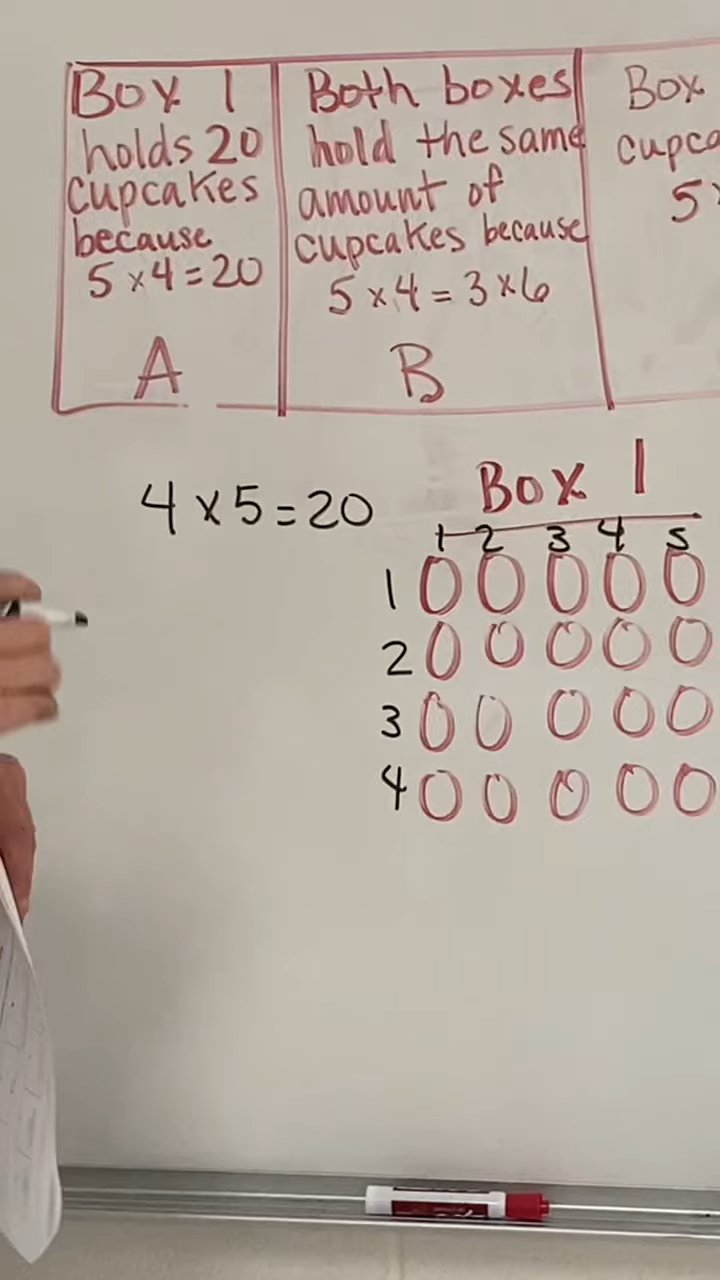 Box 1
holds 20
cupcakes
because
5 x 4 = 20
A
Both boxes
hold the same
amount of
cupcakes because
5 x 4 = 3 x 6
B
Box
5
4 x 5 = 20
Box 1
1 2 3 4 5
1
2
3
4